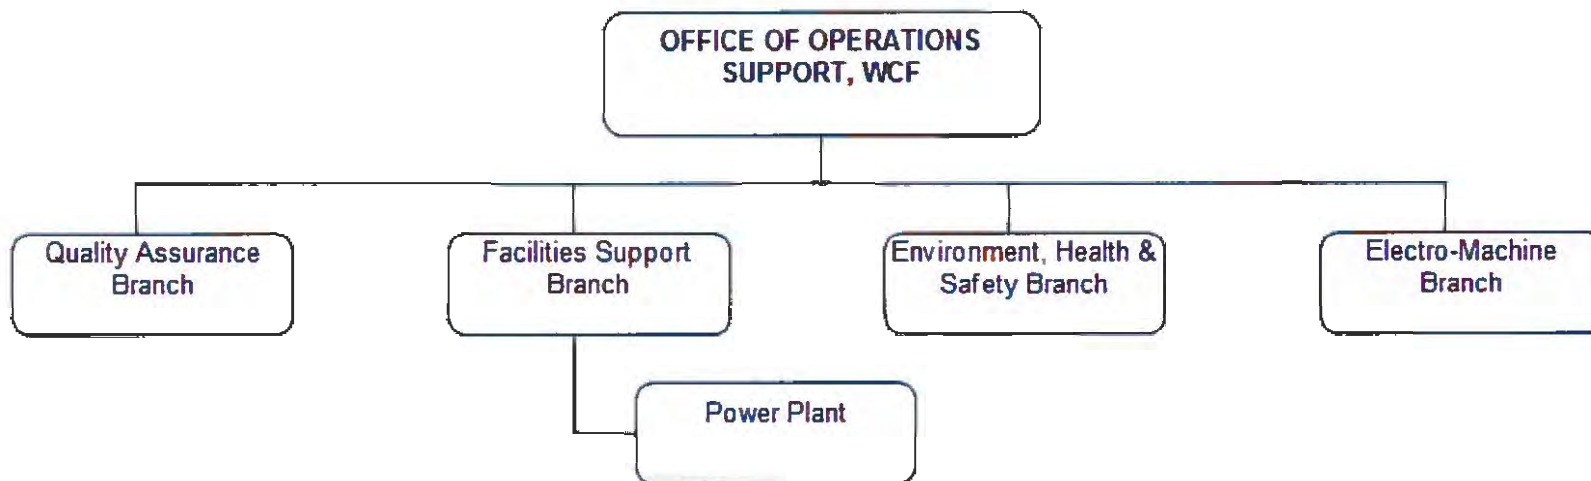 OFFICE OF OPERATIONS
SUPPORT, WCF
Quality Assurance
Branch
Facilities Support
Branch
Environment, Health &
Safety Branch
Electro-Machine
Branch
Power Plant